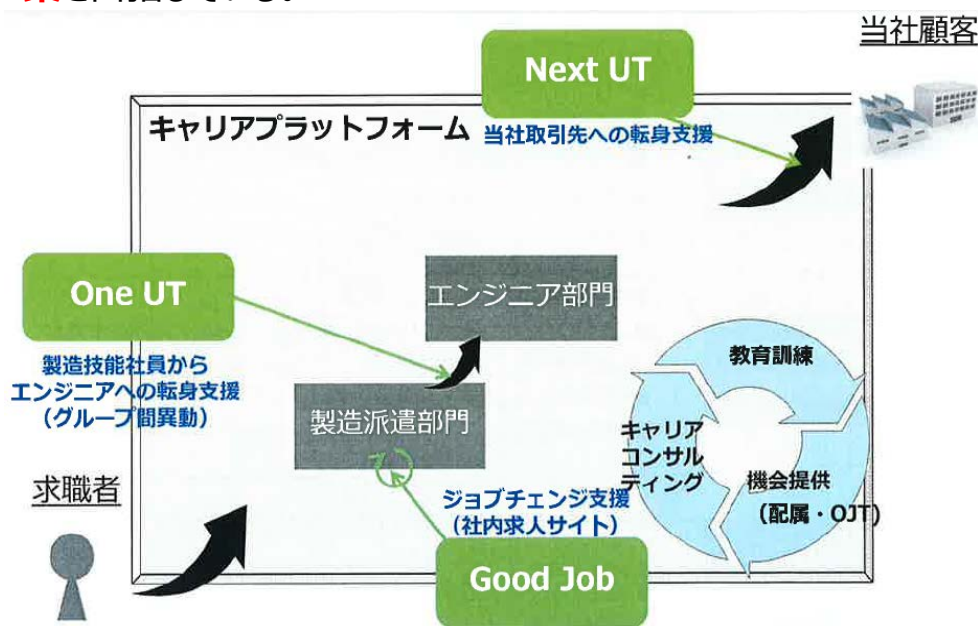 当社顧客
Next UT
キャリアプラットフォーム
当社取引先への転身支援
One UT
エンジニア部門
製造技能社員から
エンジニアへの転身支援
（グループ間異動）
製造派遣部門
教育訓練
キャリア
コンサル
ティング
機会提供
（配属・OJT）
求職者
ジョブチェンジ支援
（社内求人サイト）
Good Job